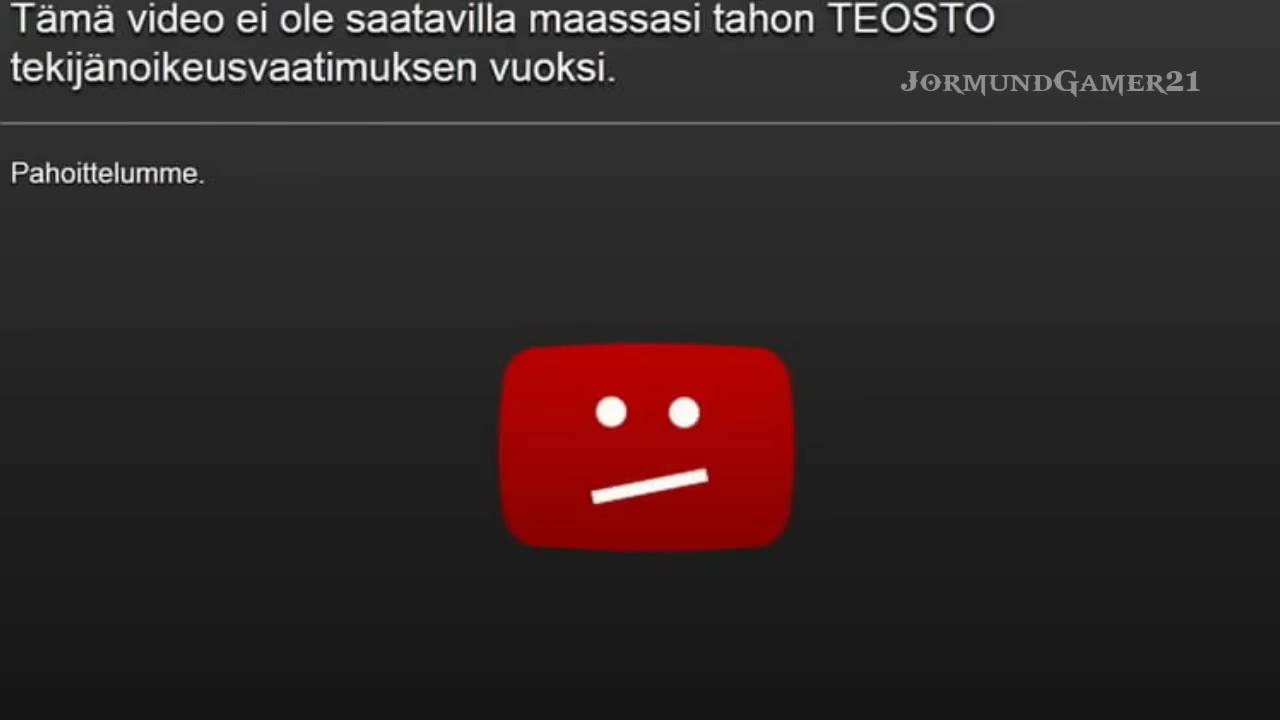 Tämä video ei ole saatavilla maassasi tahon TEOSTO
tekijänoikeusvaatimuksen vuoksi.
JormundGamer21
Pahoittelumme.